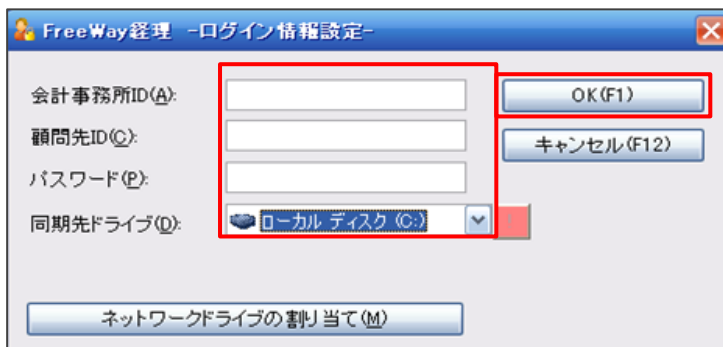 FreeWay経理 -ログイン情報設定-
会計事務所ID(A):
OK(F1)
顧問先ID(C):
キャンセル(F12)
パスワード(P):
同期先ドライブ(D):
ローカル ディスク (C:)
ネットワークドライブの割り当て(M)